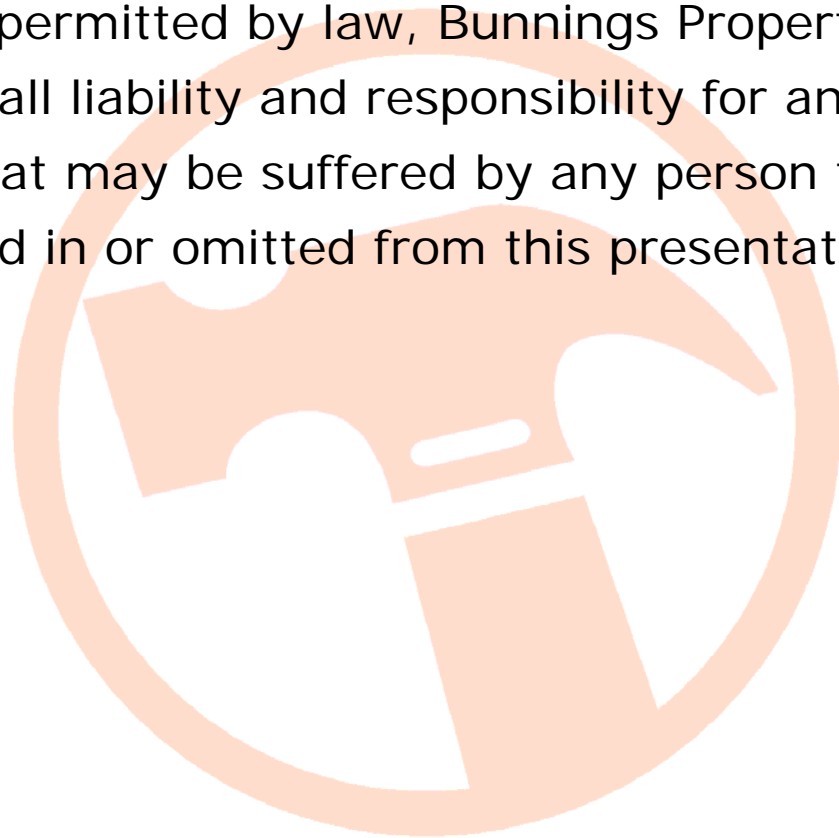 permitted by law, Bunnings Propert
all liability and responsibility for an
at may be suffered by any person
d in or omitted from this presentat